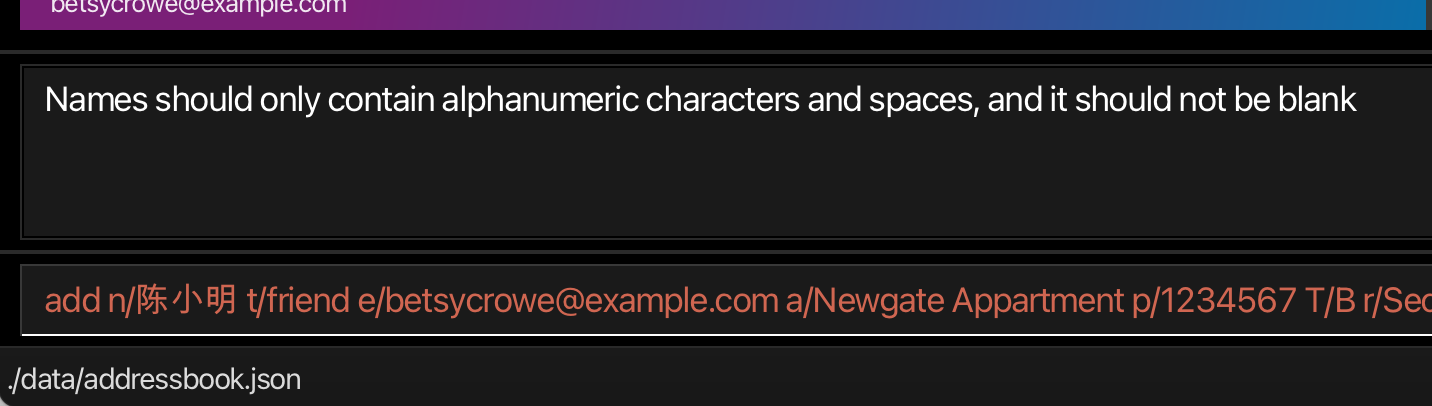 betsycrowe@example.com
Names should only contain alphanumeric characters and spaces, and it should not be blank
add n/陈小明 t/friend e/betsycrowe@example.com a/Newgate Appartment p/1234567 T/B r/Sec
./data/addressbook.json